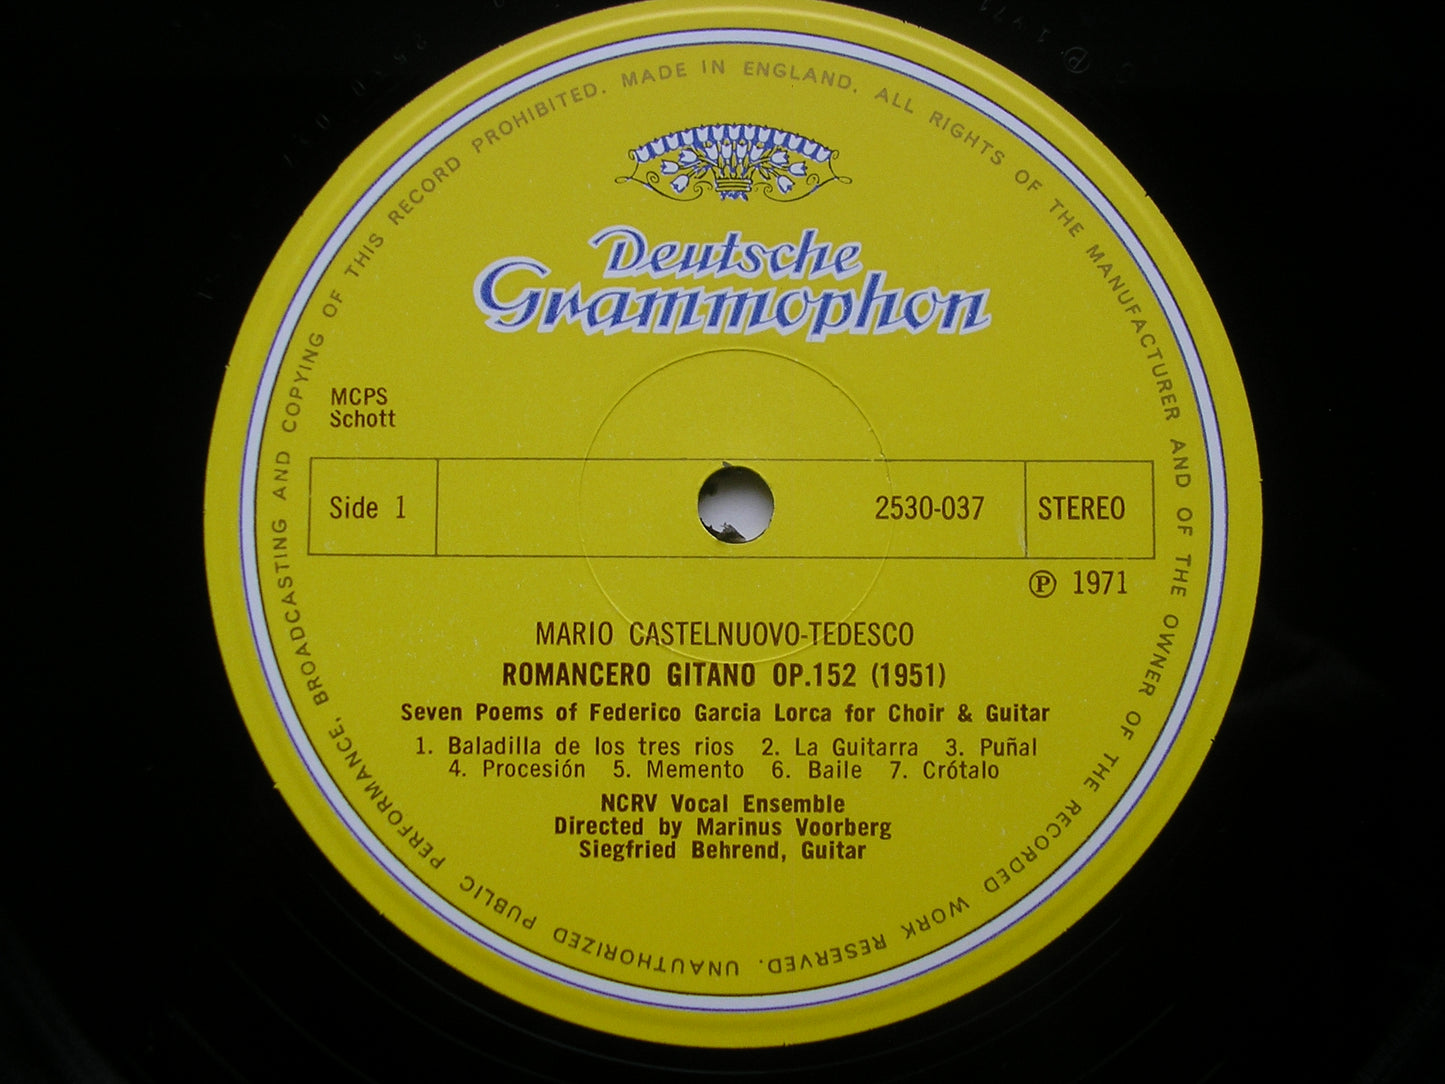 MADE IN ENGLAND. ALL RIGHTS OF THE MANUFACTURER AND OF THE OWNER OF THE RECORDED WORK RESERVED. UNAUTHORIZED PUBLIC PERFORMANCE, BROADCASTING AND COPYING OF THIS RECORD PROHIBITED.
Deutsche
Grammophon
MCPS
Schott
Side 1 2530-037 STEREO
℗ 1971
MARIO CASTELNUOVO-TEDESCO
ROMANCERO GITANO OP.152 (1951)
Seven Poems of Federico Garcia Lorca for Choir & Guitar
1. Baladilla de los tres rios 2. La Guitarra 3. Puñal
4. Procesión 5. Memento 6. Baile 7. Crótalo
NCRV Vocal Ensemble
Directed by Marinus Voorberg
Siegfried Behrend, Guitar